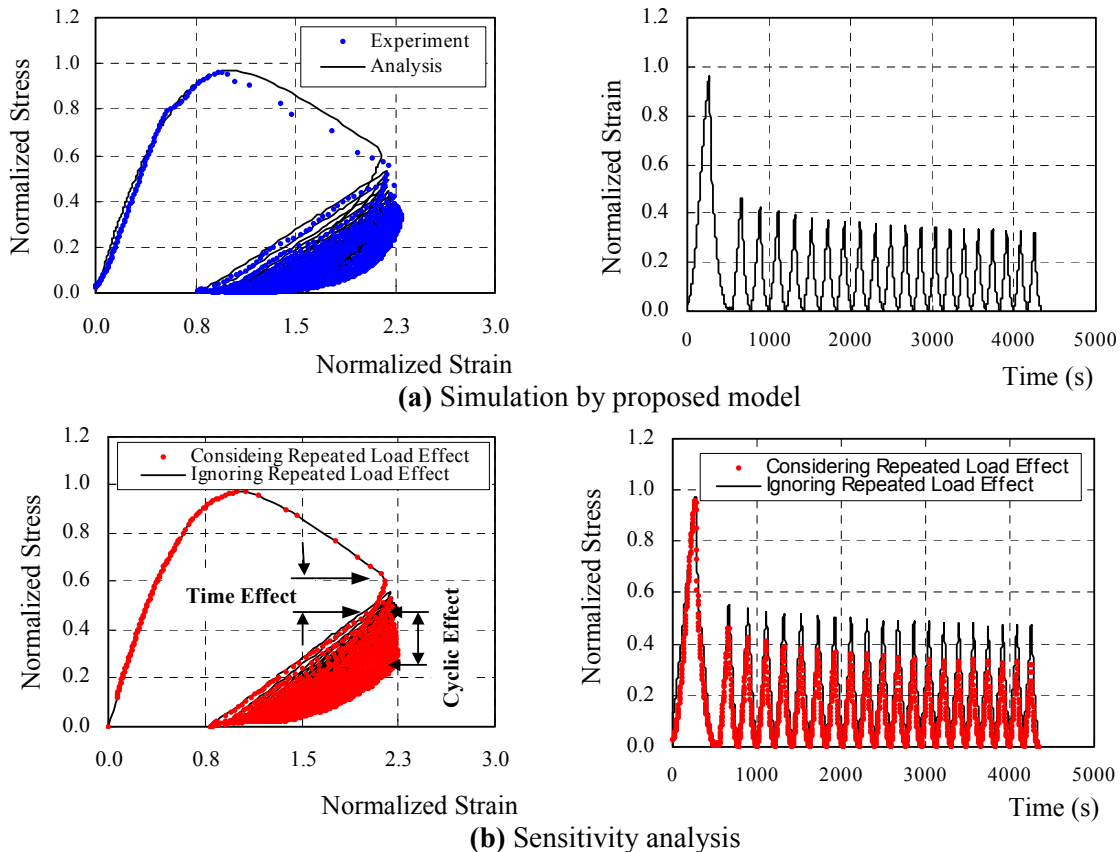 1.2
1.0
0.8
0.6
0.4
0.2
0.0
Normalized Stress
Experiment
Analysis
0.0 0.8 1.5 2.3 3.0
Normalized Strain
1.2
1.0
0.8
0.6
0.4
0.2
0.0
Normalized Strain
0 1000 2000 3000 4000 5000
Time (s)
(a) Simulation by proposed model
1.2
1.0
0.8
0.6
0.4
0.2
0.0
Normalized Stress
Consideing Repeated Load Effect
Ignoring Repeated Load Effect
Time Effect
Cyclic Effect
0.0 0.8 1.5 2.3 3.0
Normalized Strain
1.2
1.0
0.8
0.6
0.4
0.2
0.0
Normalized Stress
Considering Repeated Load Effect
Ignoring Repeated Load Effect
0 1000 2000 3000 4000 5000
Time (s)
(b) Sensitivity analysis